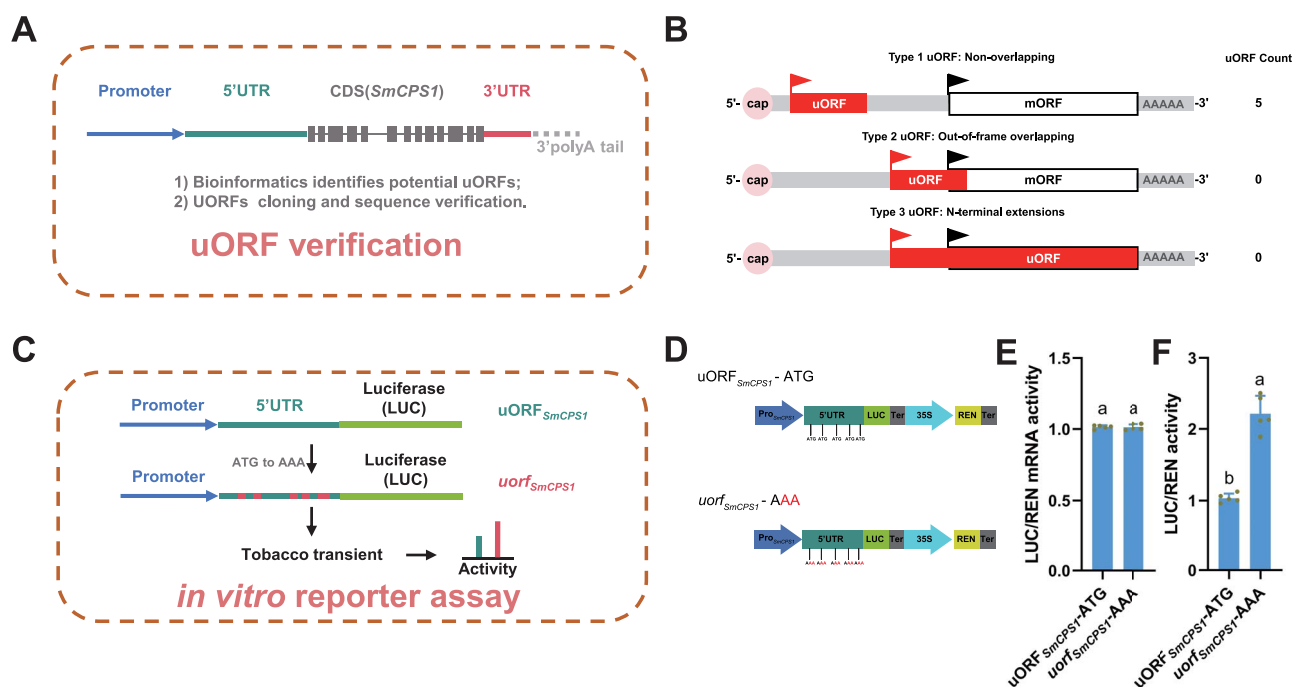 A
Promoter
5'UTR
CDS(SmCPS1)
3'UTR
3'polyA tail
1) Bioinformatics identifies potential uORFs;
2) UORFs cloning and sequence verification.
uORF verification
B
uORF Count
Type 1 uORF: Non-overlapping
5'- cap uORF mORF AAAAA -3' 5
Type 2 uORF: Out-of-frame overlapping
5'- cap uORF mORF AAAAA -3' 0
Type 3 uORF: N-terminal extensions
5'- cap uORF AAAAA -3' 0
C
Promoter
5'UTR
Luciferase
(LUC)
uORFSmCPS1
ATG to AAA
Promoter
Luciferase
(LUC)
uorfSmCPS1
Tobacco transient
Activity
in vitro reporter assay
D
uORFSmCPS1 - ATG
ProSmCPS1 5'UTR LUC Ter 35S REN Ter
ATG ATG ATG ATG ATG
uorfSmCPS1 - AAA
ProSmCPS1 5'UTR LUC Ter 35S REN Ter
AAA AAA AAA AAA AAA
E
LUC/REN mRNA activity
1.5
1.0
0.5
0.0
a a
uORFSmCPS1-ATG
uorfSmCPS1-AAA
F
LUC/REN activity
3
2
1
0
b
a
uORFSmCPS1-ATG
uorfSmCPS1-AAA